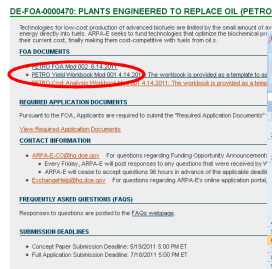 DE-FOA-0000470: PLANTS ENGINEERED TO REPLACE OIL (PETRO
Technologies for low-cost production of advanced biofuels are limited by the small amount of av
energy directly into fuels. ARPA-E seeks to fund technologies that optimize the biochemical pro
their current cost, finally making them cost-competitive with fuels from oil.
FOA DOCUMENTS
PETRO FOA Mod 002 6.14.2011
PETRO Yield Workbook Mod 001 4.14.2011: The workbook is provided as a template to as
PETRO Cost Analysis Workbook Mod 001 4.14.2011: The workbook is provided as a temp
REQUIRED APPLICATION DOCUMENTS
Pursuant to the FOA, Applicants are required to submit the "Required Application Documents"
View Required Application Documents
CONTACT INFORMATION
ARPA-E-CO@hq.doe.gov For questions regarding Funding Opportunity Announcements
Every Friday, ARPA-E will post responses to any questions that were received by
ARPA-E will cease to accept questions 96 hours in advance of the applicable deadli
ExchangeHelp@hq.doe.gov For questions regarding ARPA-E's online application portal,
FREQUENTLY ASKED QUESTIONS (FAQS)
Responses to questions are posted to the FAQs webpage.
SUBMISSION DEADLINES
Concept Paper Submission Deadline: 5/19/2011 5:00 PM ET
Full Application Submission Deadline: 7/18/2011 5:00 PM ET